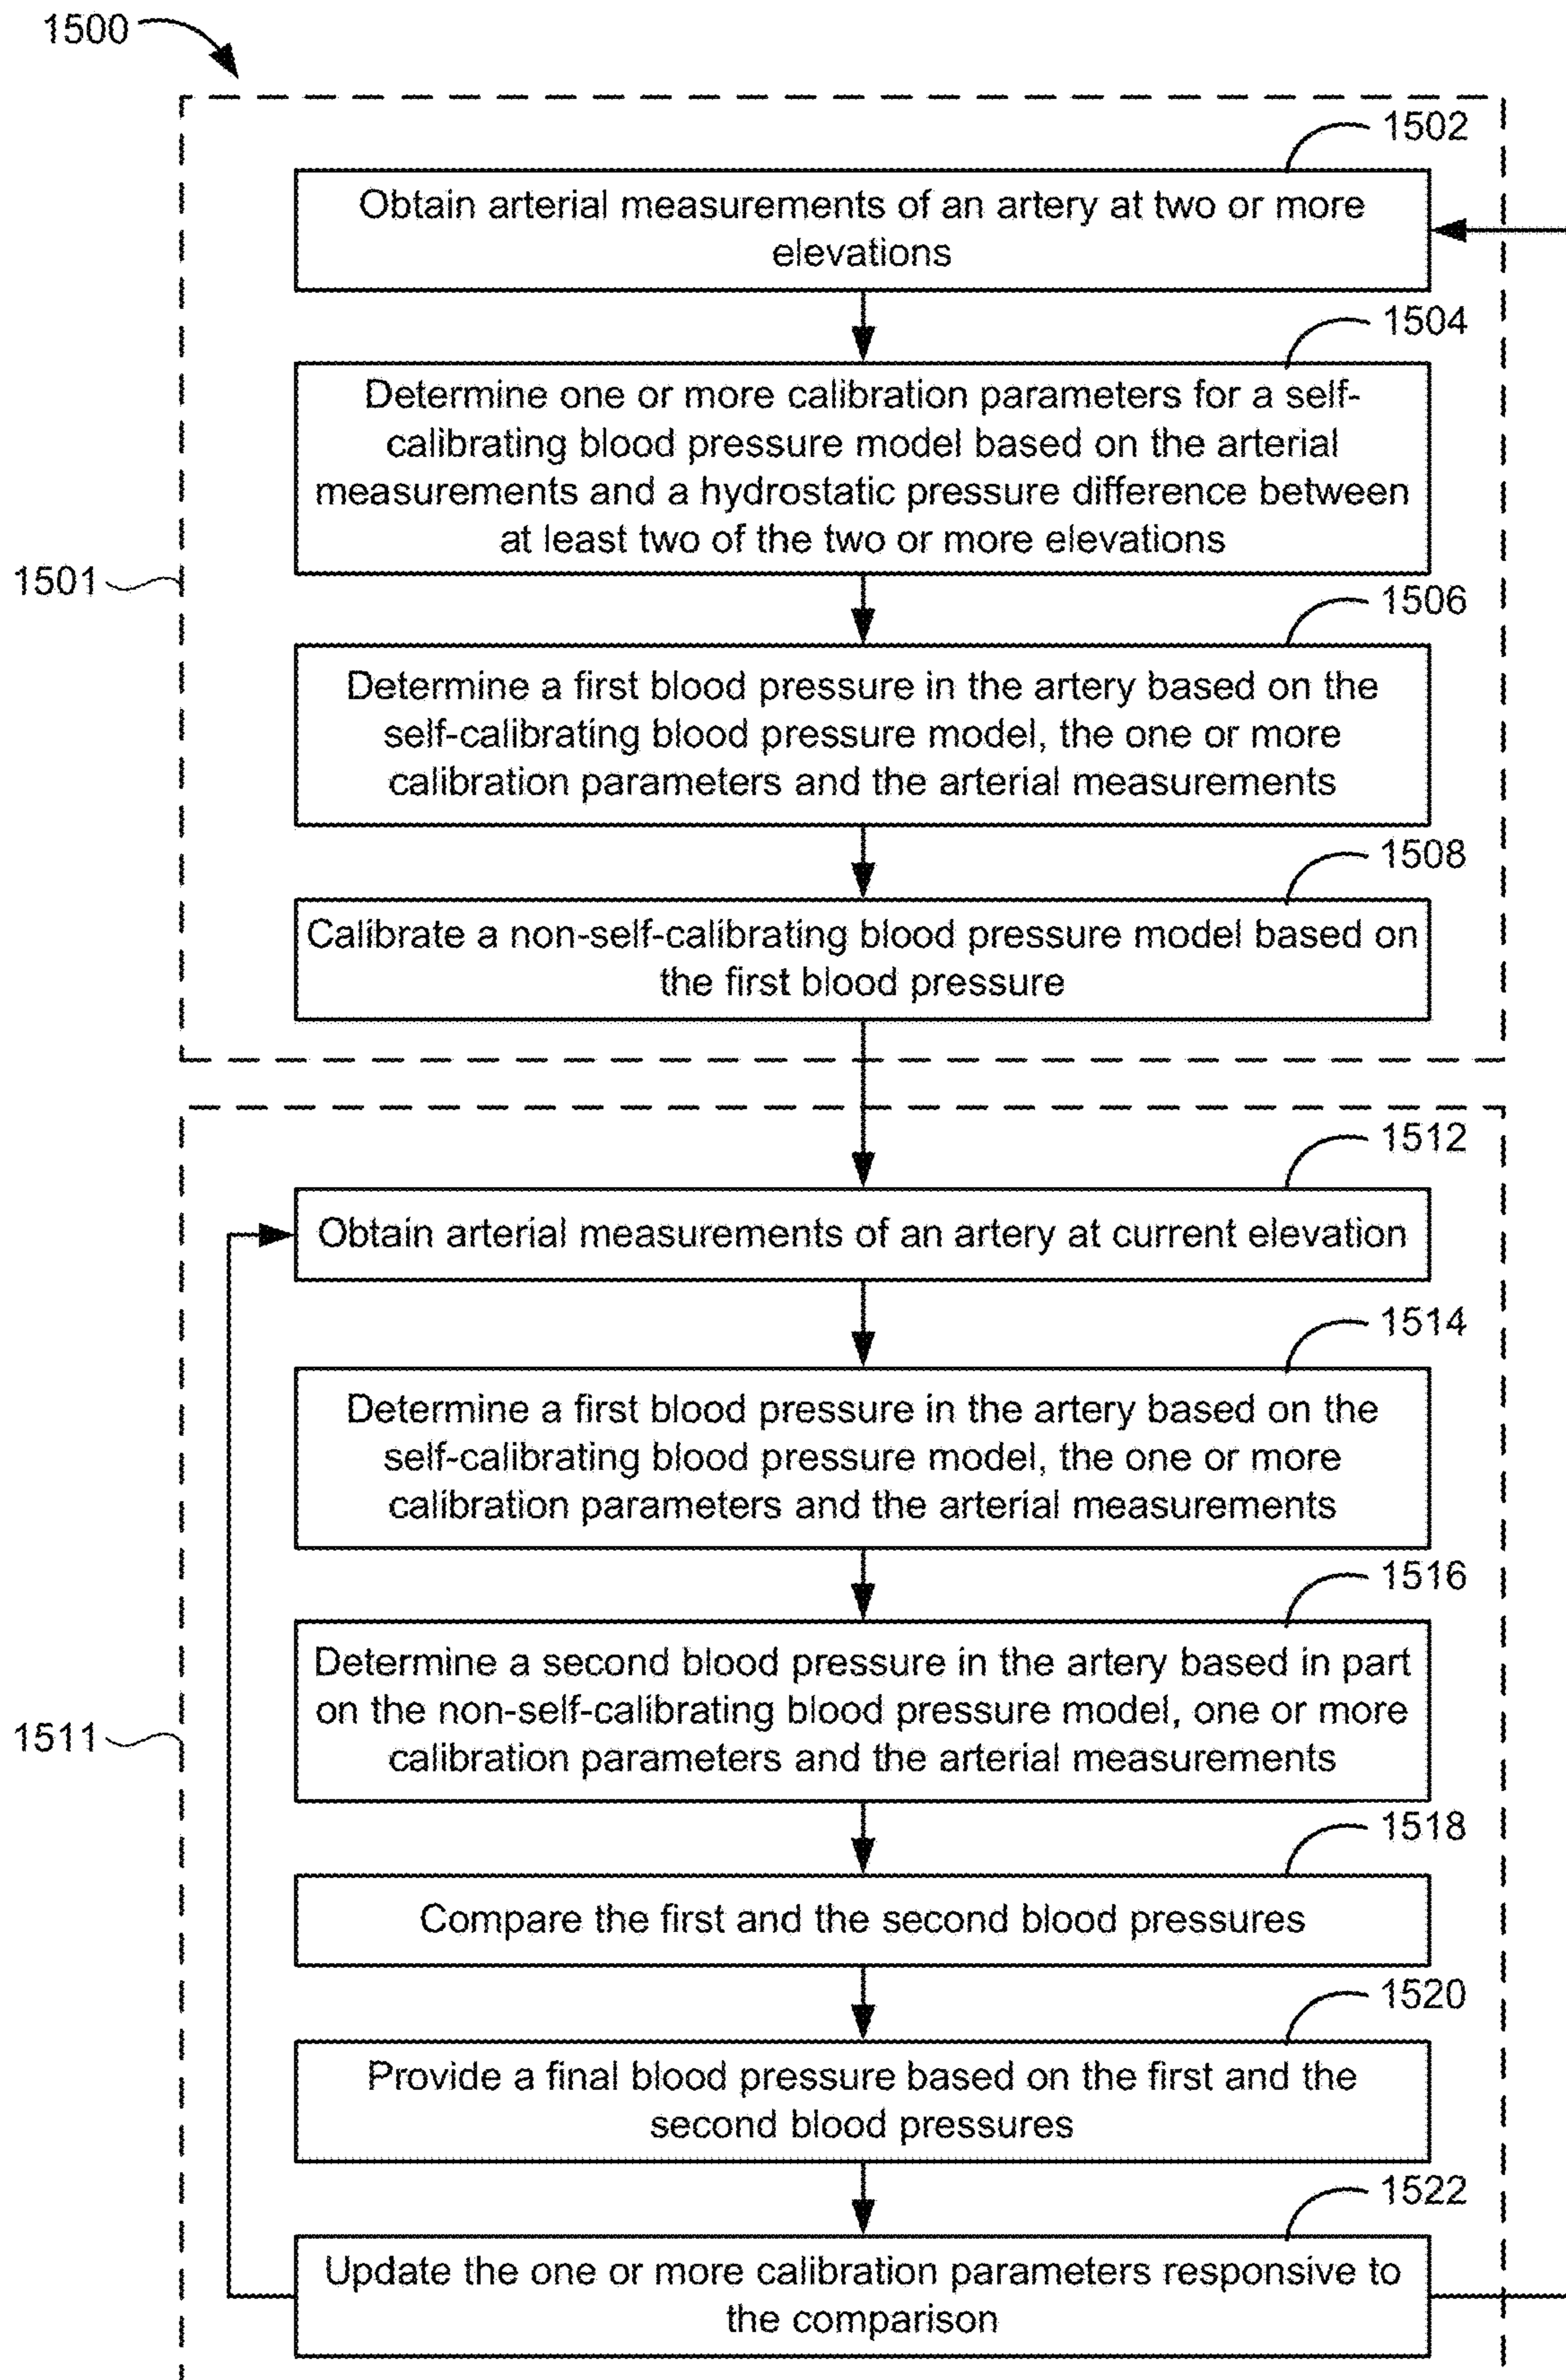 1500
1502
Obtain arterial measurements of an artery at two or more
elevations
1504
Determine one or more calibration parameters for a self-
calibrating blood pressure model based on the arterial
measurements and a hydrostatic pressure difference between
at least two of the two or more elevations
1501
1506
Determine a first blood pressure in the artery based on the
self-calibrating blood pressure model, the one or more
calibration parameters and the arterial measurements
1508
Calibrate a non-self-calibrating blood pressure model based on
the first blood pressure
1512
Obtain arterial measurements of an artery at current elevation
1514
Determine a first blood pressure in the artery based on the
self-calibrating blood pressure model, the one or more
calibration parameters and the arterial measurements
1516
Determine a second blood pressure in the artery based in part
on the non-self-calibrating blood pressure model, one or more
calibration parameters and the arterial measurements
1511
1518
Compare the first and the second blood pressures
1520
Provide a final blood pressure based on the first and the
second blood pressures
1522
Update the one or more calibration parameters responsive to
the comparison